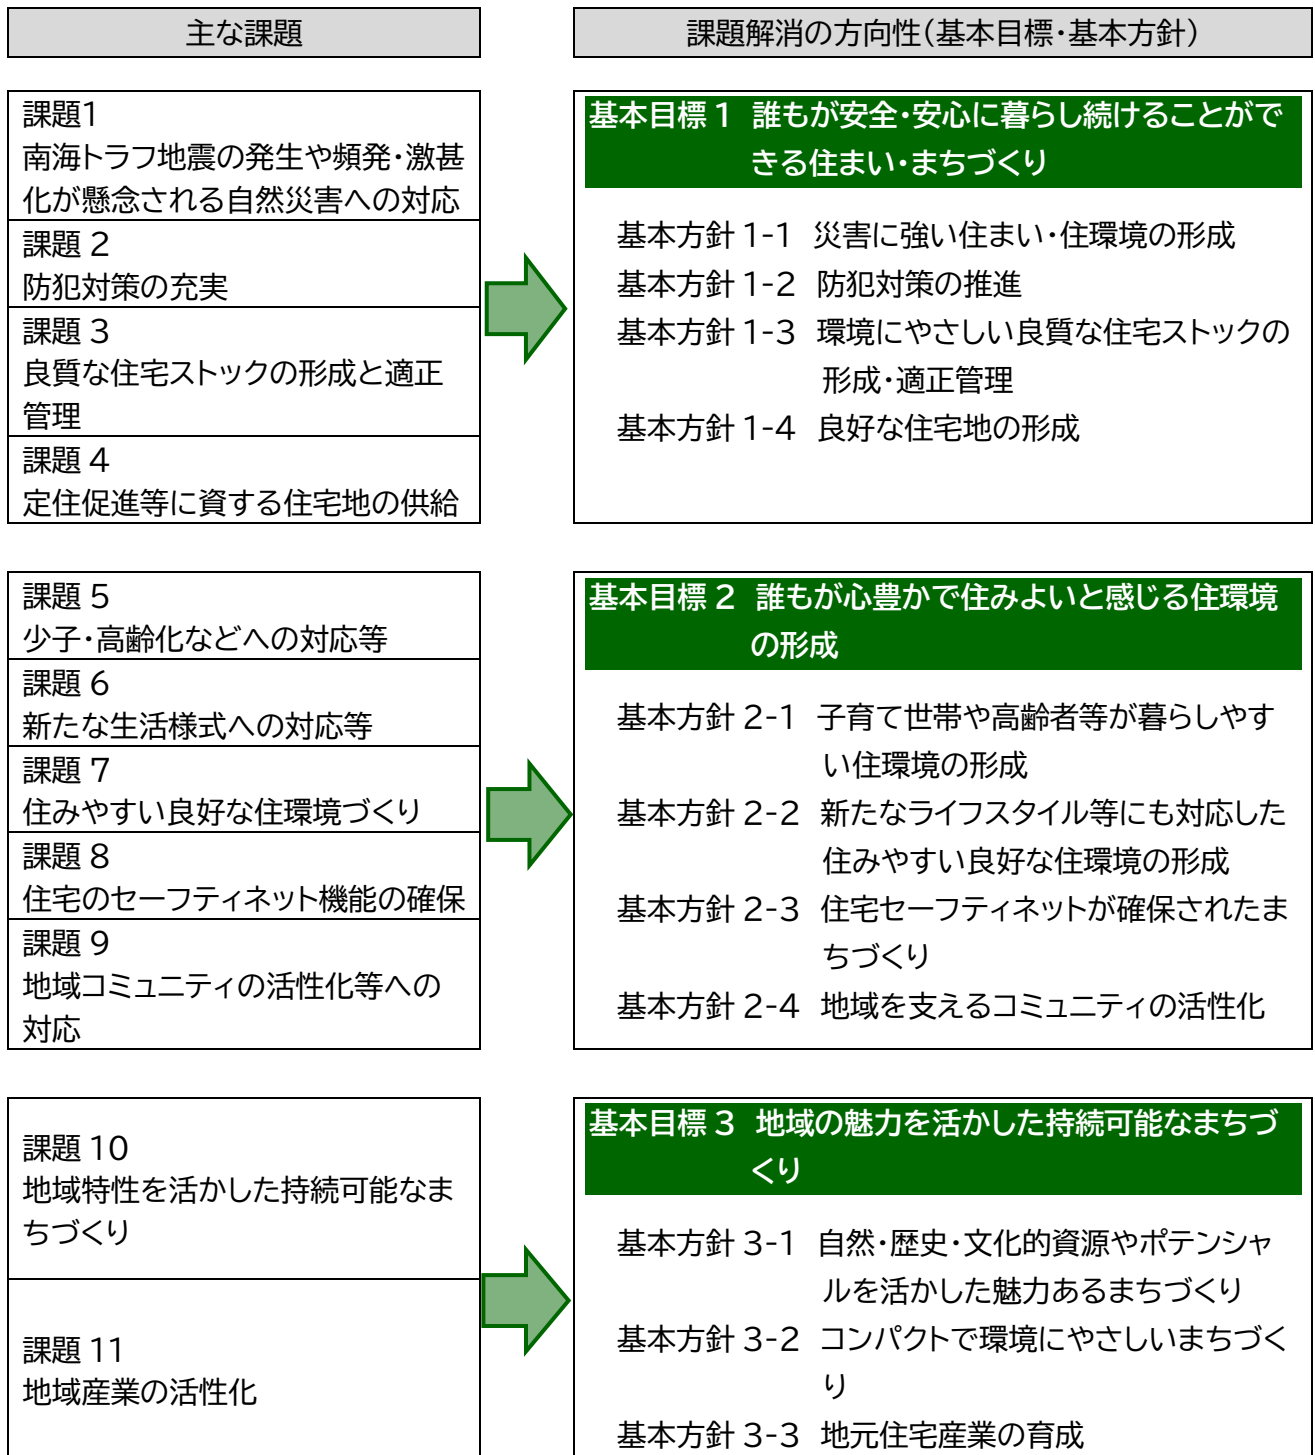 主な課題
課題解消の方向性（基本目標・基本方針）
課題1
南海トラフ地震の発生や頻発・激甚
化が懸念される自然災害への対応
課題 2
防犯対策の充実
課題 3
良質な住宅ストックの形成と適正
管理
課題 4
定住促進等に資する住宅地の供給
基本目標 1 誰もが安全・安心に暮らし続けることがで
きる住まい・まちづくり
基本方針 1-1 災害に強い住まい・住環境の形成
基本方針 1-2 防犯対策の推進
基本方針 1-3 環境にやさしい良質な住宅ストックの
形成・適正管理
基本方針 1-4 良好な住宅地の形成
課題 5
少子・高齢化などへの対応等
課題 6
新たな生活様式への対応等
課題 7
住みやすい良好な住環境づくり
課題 8
住宅のセーフティネット機能の確保
課題 9
地域コミュニティの活性化等への
対応
基本目標 2 誰もが心豊かで住みよいと感じる住環境
の形成
基本方針 2-1 子育て世帯や高齢者等が暮らしやす
い住環境の形成
基本方針 2-2 新たなライフスタイル等にも対応した
住みやすい良好な住環境の形成
基本方針 2-3 住宅セーフティネットが確保されたま
ちづくり
基本方針 2-4 地域を支えるコミュニティの活性化
課題 10
地域特性を活かした持続可能なま
ちづくり
課題 11
地域産業の活性化
基本目標 3 地域の魅力を活かした持続可能なまちづ
くり
基本方針 3-1 自然・歴史・文化的資源やポテンシャ
ルを活かした魅力あるまちづくり
基本方針 3-2 コンパクトで環境にやさしいまちづく
り
基本方針 3-3 地元住宅産業の育成